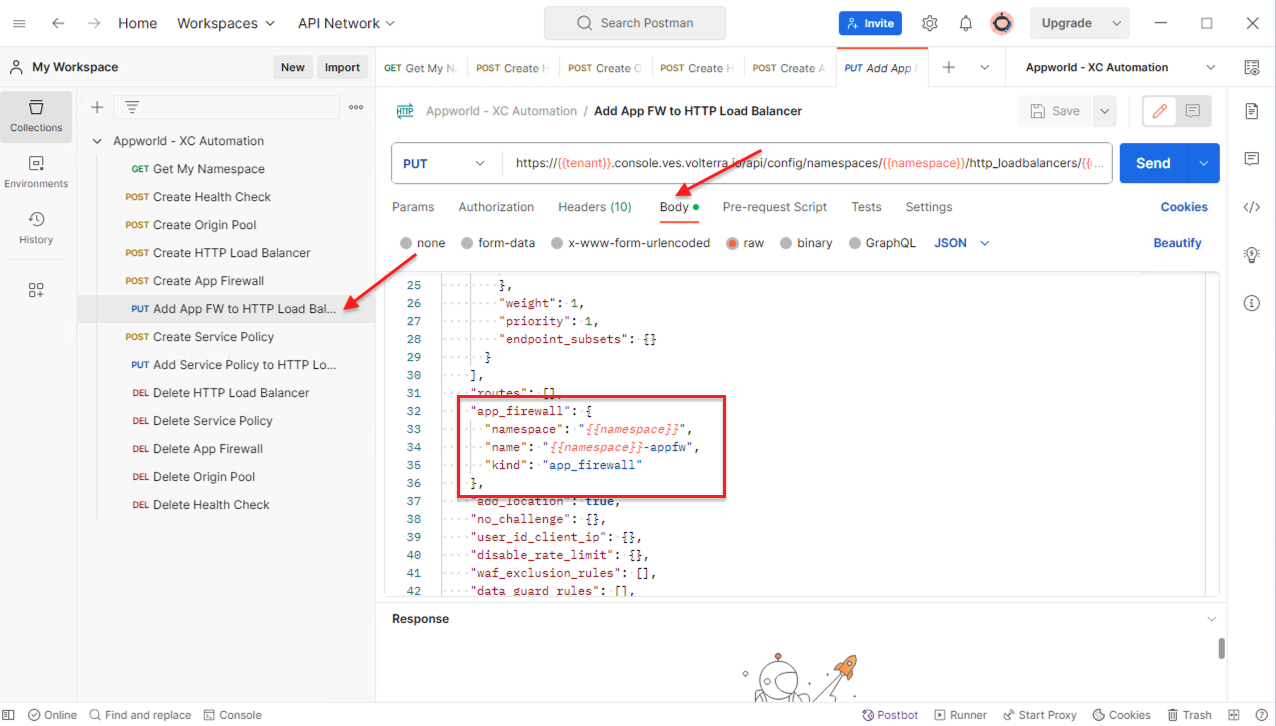 Home Workspaces API Network Search Postman Invite Upgrade
My Workspace New Import
GET Get My N POST Create H POST Create O POST Create H POST Create A PUT Add App F Appworld - XC Automation
Collections
Environments
History
Appworld - XC Automation
GET Get My Namespace
POST Create Health Check
POST Create Origin Pool
POST Create HTTP Load Balancer
POST Create App Firewall
PUT Add App FW to HTTP Load Bal...
POST Create Service Policy
PUT Add Service Policy to HTTP Lo...
DEL Delete HTTP Load Balancer
DEL Delete Service Policy
DEL Delete App Firewall
DEL Delete Origin Pool
DEL Delete Health Check
HTTP Appworld - XC Automation / Add App FW to HTTP Load Balancer Save
PUT https://{{tenant}}.console.ves.volterra.io/api/config/namespaces/{{namespace}}/http_loadbalancers/{{... Send
Params Authorization Headers (10) Body Pre-request Script Tests Settings Cookies
none form-data x-www-form-urlencoded raw binary GraphQL JSON Beautify
25 },
26 "weight": 1,
27 "priority": 1,
28 "endpoint_subsets": {}
29 }
30 ],
31 "routes": [],
32 "app_firewall": {
33 "namespace": "{{namespace}}",
34 "name": "{{namespace}}-appfw",
35 "kind": "app_firewall"
36 },
37 "add_location": true,
38 "no_challenge": {},
39 "user_id_client_ip": {},
40 "disable_rate_limit": {},
41 "waf_exclusion_rules": [],
42 "data_guard_rules": [],
Response
Online Find and replace Console Postbot Runner Start Proxy Cookies Trash